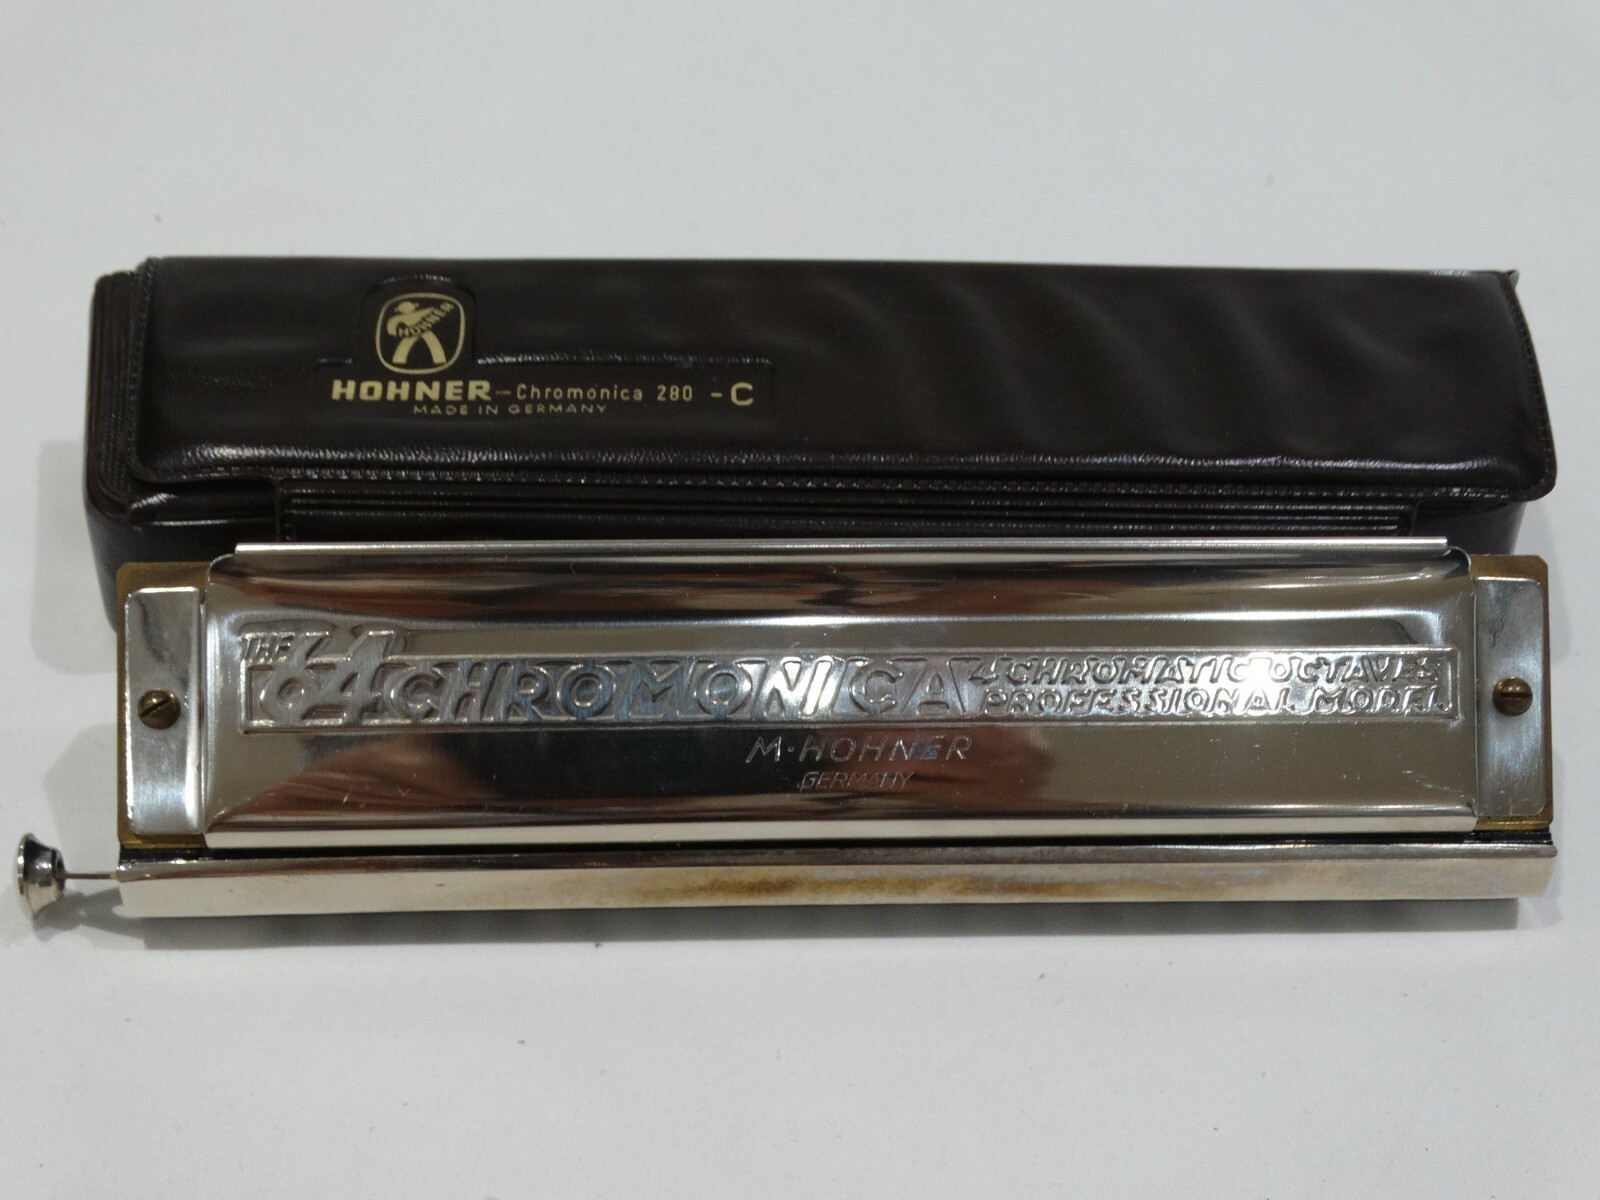 HOHNER
HOHNER - Chromonica 280 - C
MADE IN GERMANY
THE 64 CHROMONICA 4 CHROMATIC OCTAVES
PROFESSIONAL MODEL
M·HOHNER
GERMANY